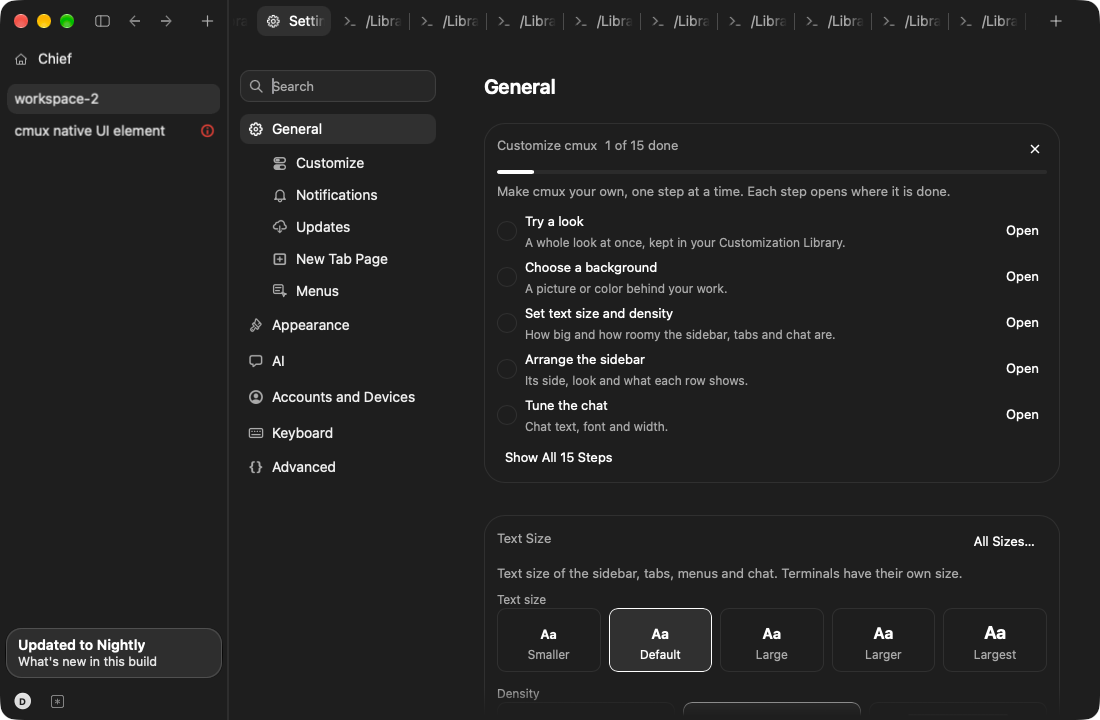 Settin
/Libra
/Libra
/Libra
/Libra
/Libra
/Libra
/Libra
/Libra
/Libra
Chief
workspace-2
cmux native UI element
Updated to Nightly
What's new in this build
D
Search
General
Customize
Notifications
Updates
New Tab Page
Menus
Appearance
AI
Accounts and Devices
Keyboard
Advanced
General
Customize cmux 1 of 15 done
Make cmux your own, one step at a time. Each step opens where it is done.
Try a look
A whole look at once, kept in your Customization Library.
Open
Choose a background
A picture or color behind your work.
Open
Set text size and density
How big and how roomy the sidebar, tabs and chat are.
Open
Arrange the sidebar
Its side, look and what each row shows.
Open
Tune the chat
Chat text, font and width.
Open
Show All 15 Steps
Text Size
All Sizes...
Text size of the sidebar, tabs, menus and chat. Terminals have their own size.
Text size
Aa
Smaller
Aa
Default
Aa
Large
Aa
Larger
Aa
Largest
Density